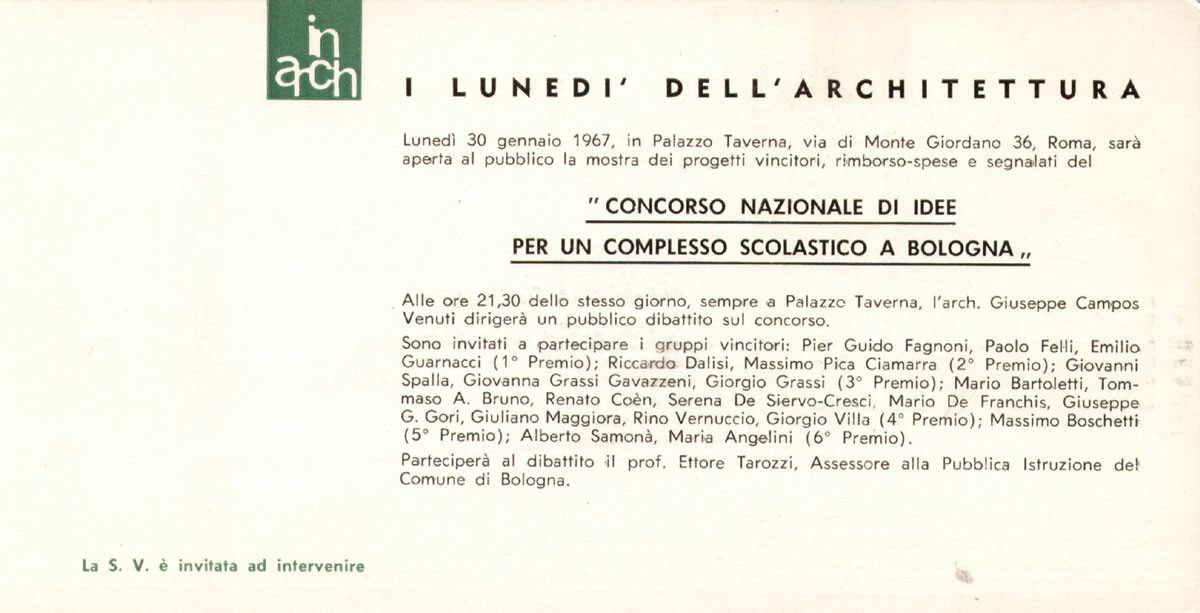 in
arch
I LUNEDI' DELL'ARCHITETTURA
Lunedì 30 gennaio 1967, in Palazzo Taverna, via di Monte Giordano 36, Roma, sarà
aperta al pubblico la mostra dei progetti vincitori, rimborso-spese e segnalati del
" CONCORSO NAZIONALE DI IDEE
PER UN COMPLESSO SCOLASTICO A BOLOGNA „
Alle ore 21,30 dello stesso giorno, sempre a Palazzo Taverna, l'arch. Giuseppe Campos
Venuti dirigerà un pubblico dibattito sul concorso.
Sono invitati a partecipare i gruppi vincitori: Pier Guido Fagnoni, Paolo Felli, Emilio
Guarnacci (1° Premio); Riccardo Dalisi, Massimo Pica Ciamarra (2° Premio); Giovanni
Spalla, Giovanna Grassi Gavazzeni, Giorgio Grassi (3° Premio); Mario Bartoletti, Tom-
maso A. Bruno, Renato Coèn, Serena De Siervo-Cresci, Mario De Franchis, Giuseppe
G. Gori, Giuliano Maggiora, Rino Vernuccio, Giorgio Villa (4° Premio); Massimo Boschetti
(5° Premio); Alberto Samonà, Maria Angelini (6° Premio).
Parteciperà al dibattito il prof. Ettore Tarozzi, Assessore alla Pubblica Istruzione del
Comune di Bologna.
La S. V. è invitata ad intervenire